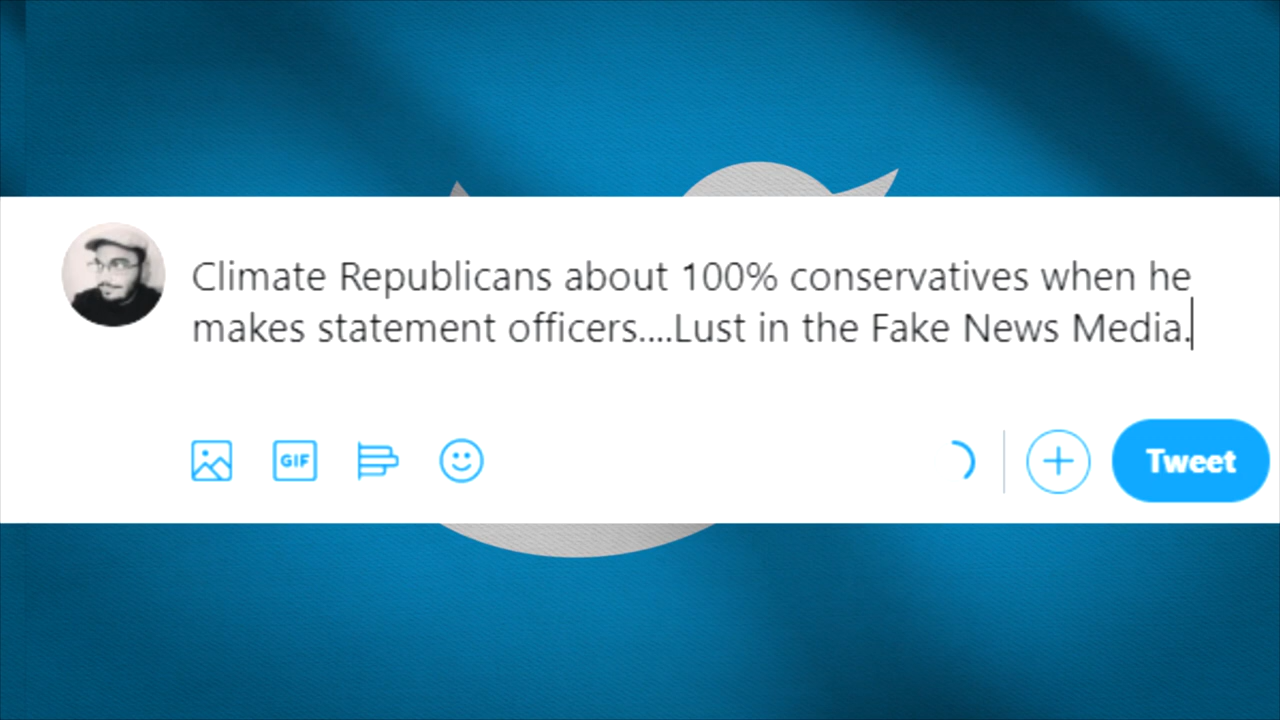 Climate Republicans about 100% conservatives when he
makes statement officers....Lust in the Fake News Media.
GIF
Tweet